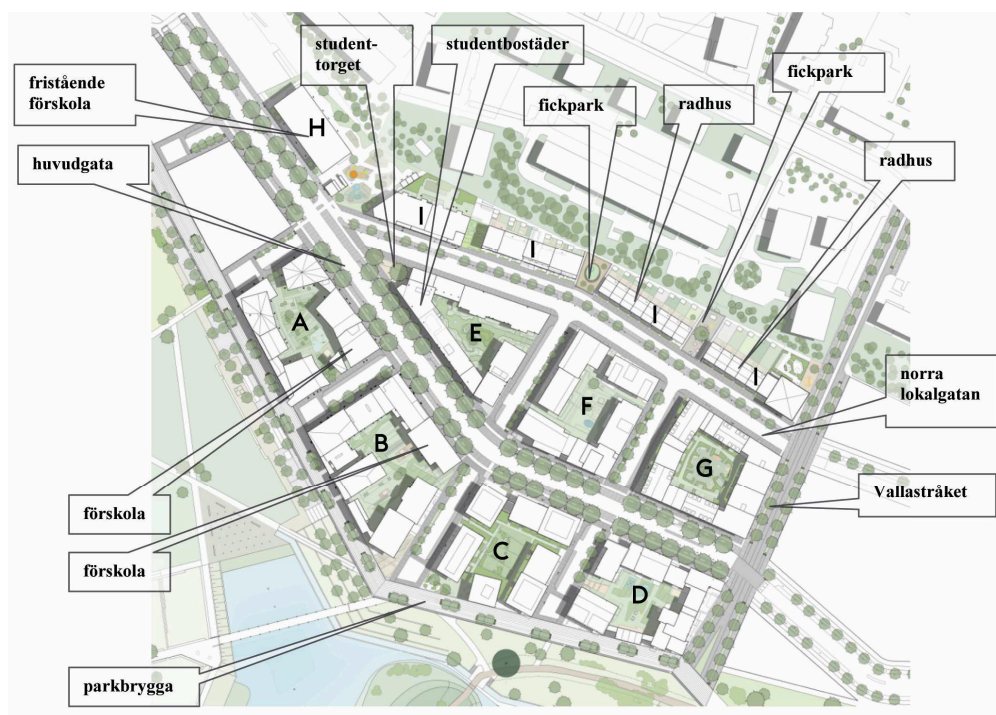 student-
torget
studentbostäder
fickpark
fristående
förskola
fickpark
radhus
H
huvudgata
radhus
I
I
A
I
E
I
norra
lokalgatan
F
B
G
Vallastråket
förskola
C
förskola
D
parkbrygga